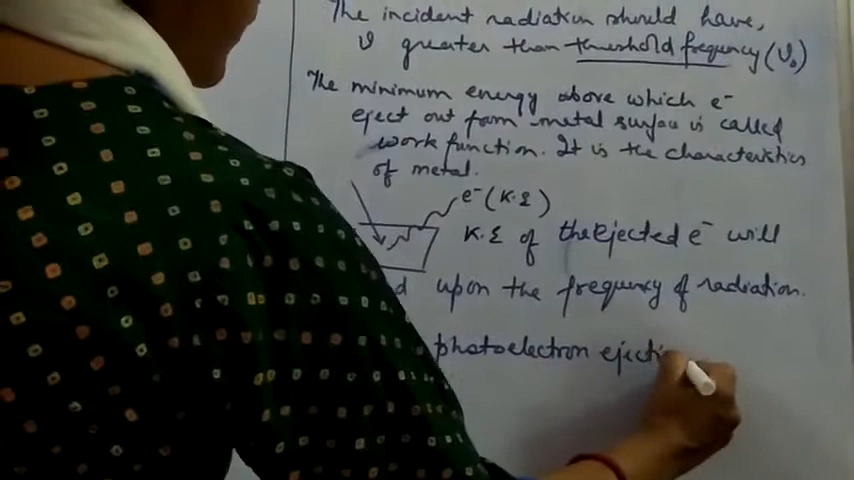 The incident radiation should have,
ν greater than threshold frequency (ν₀)
The minimum energy above which e⁻
eject out form metal surface is called
work function. It is the characteristics
of metal.
e⁻ (K.E)
K.E of the ejected e⁻ will
d upon the frequency of radiation.
photoelectron ejecti